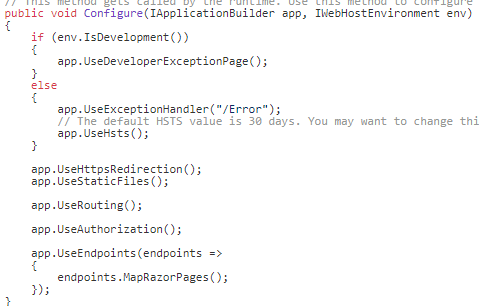 // This method gets called by the runtime. Use this method to configure
public void Configure(IApplicationBuilder app, IWebHostEnvironment env)
{
if (env.IsDevelopment())
{
app.UseDeveloperExceptionPage();
}
else
{
app.UseExceptionHandler("/Error");
// The default HSTS value is 30 days. You may want to change thi
app.UseHsts();
}
app.UseHttpsRedirection();
app.UseStaticFiles();
app.UseRouting();
app.UseAuthorization();
app.UseEndpoints(endpoints =>
{
endpoints.MapRazorPages();
});
}